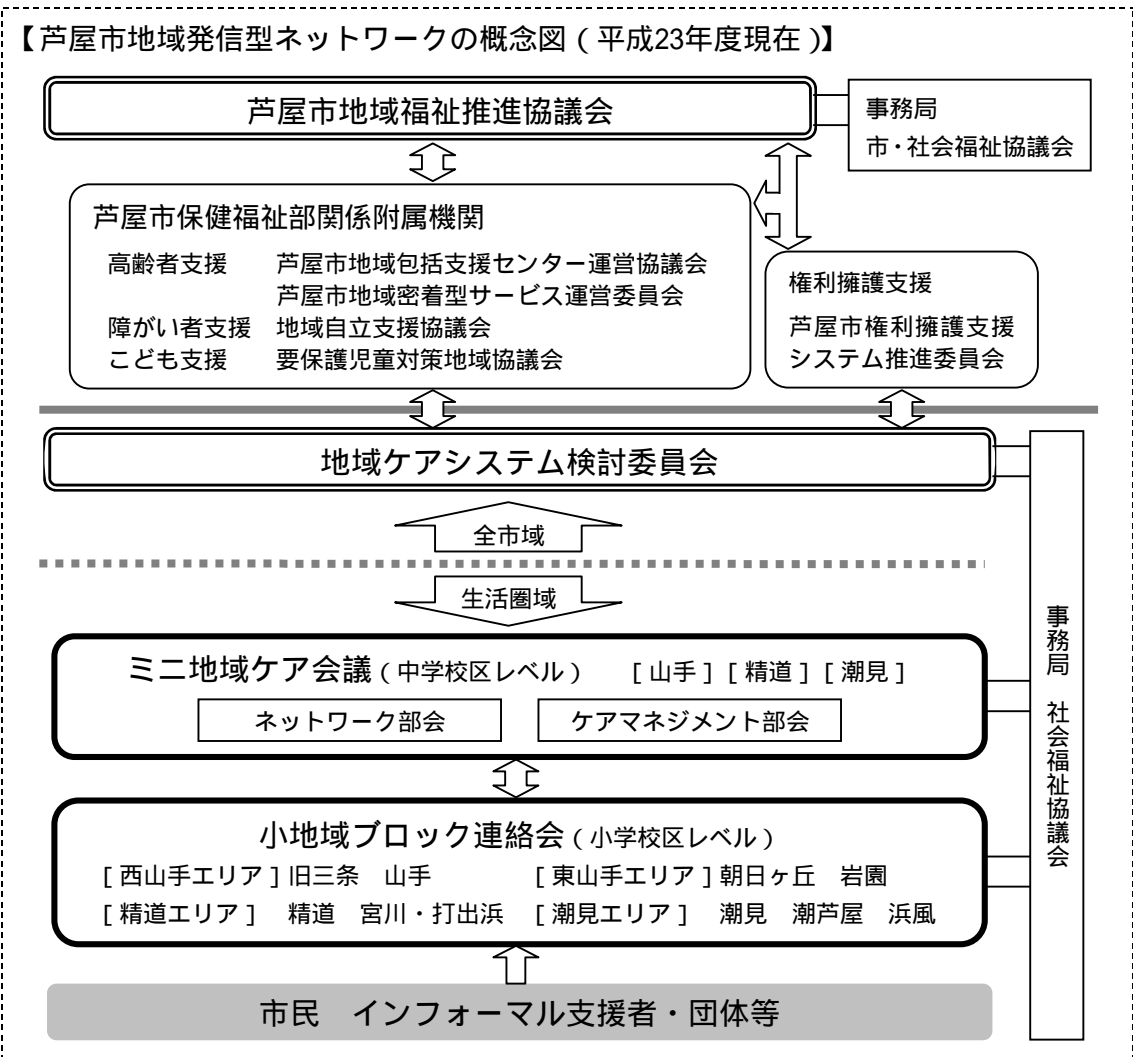 【芦屋市地域発信型ネットワークの概念図(平成23年度現在)】
芦屋市地域福祉推進協議会
事務局
市・社会福祉協議会
芦屋市保健福祉部関係附属機関
高齢者支援 芦屋市地域包括支援センター運営協議会
芦屋市地域密着型サービス運営委員会
障がい者支援 地域自立支援協議会
こども支援 要保護児童対策地域協議会
権利擁護支援
芦屋市権利擁護支援
システム推進委員会
地域ケアシステム検討委員会
全市域
生活圏域
ミニ地域ケア会議(中学校区レベル) [山手][精道][潮見]
ネットワーク部会 ケアマネジメント部会
小地域ブロック連絡会(小学校区レベル)
[西山手エリア]旧三条 山手 [東山手エリア]朝日ヶ丘 岩園
[精道エリア] 精道 宮川・打出浜 [潮見エリア] 潮見 潮芦屋 浜風
市民 インフォーマル支援者・団体等
事務局 社会福祉協議会